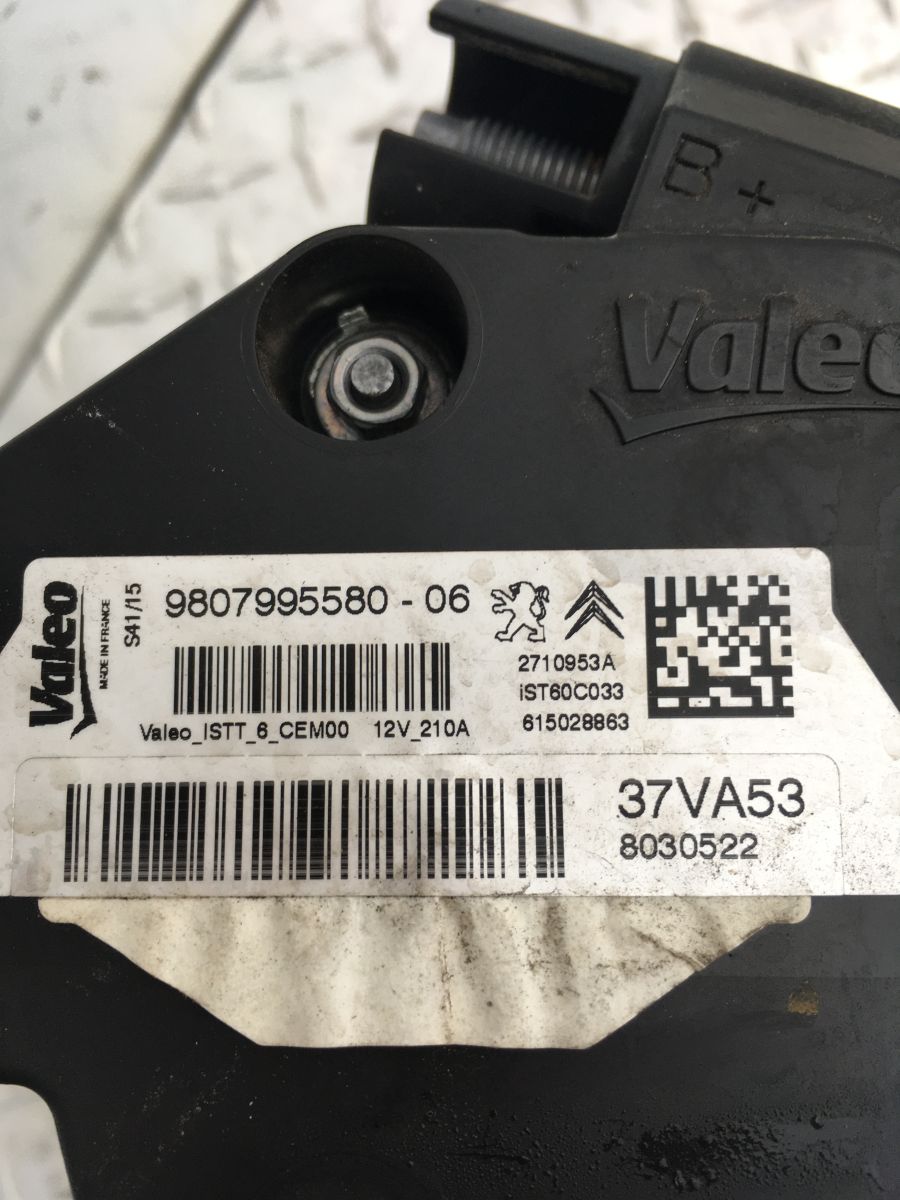 B +
Valeo
Valeo
MADE IN FRANCE
S41/15
9807995580 - 06
2710953A
iST60C033
615028863
Valeo_ISTT_6_CEM00 12V_210A
37VA53
8030522